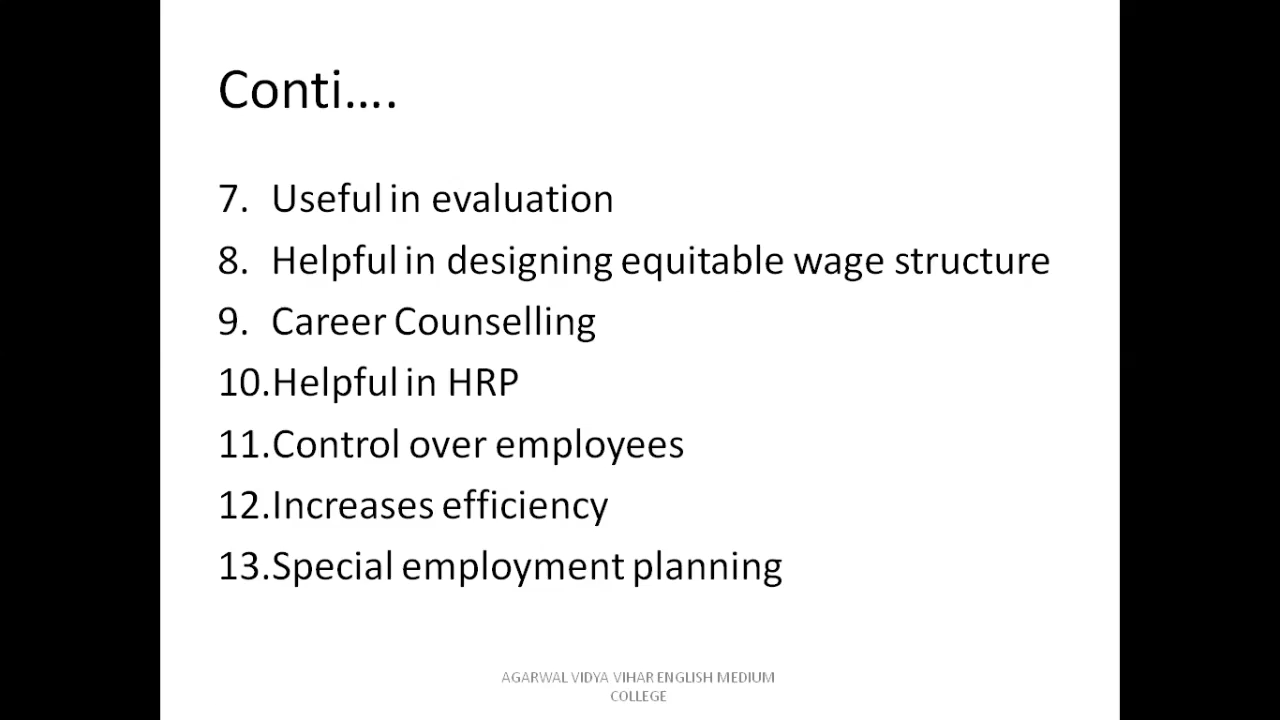 Conti....
7. Useful in evaluation
8. Helpful in designing equitable wage structure
9. Career Counselling
10.Helpful in HRP
11.Control over employees
12.Increases efficiency
13.Special employment planning
AGARWAL VIDYA VIHAR ENGLISH MEDIUM
COLLEGE